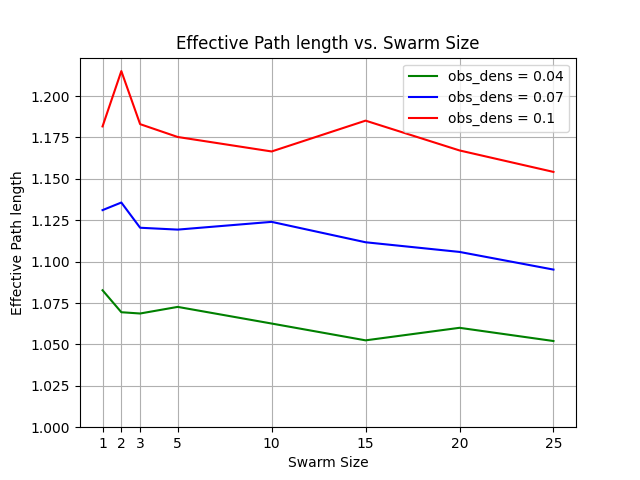 Effective Path length vs. Swarm Size
obs_dens = 0.04
obs_dens = 0.07
obs_dens = 0.1
Effective Path length
1.200
1.175
1.150
1.125
1.100
1.075
1.050
1.025
1.000
1 2 3 5 10 15 20 25
Swarm Size